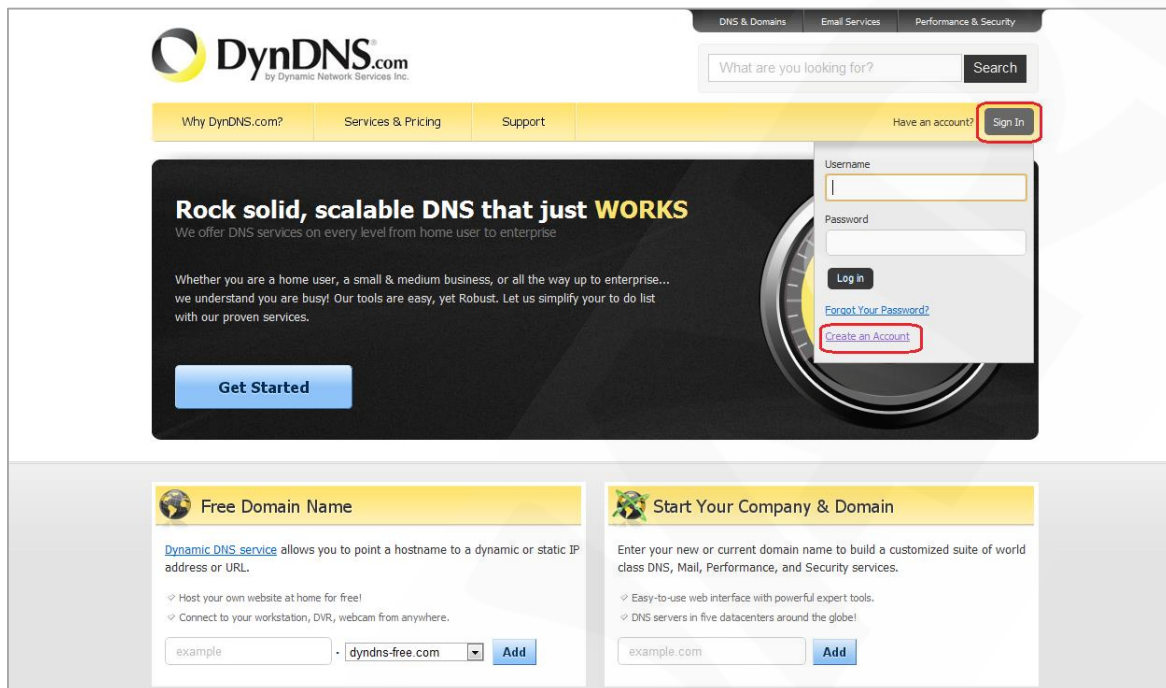 DNS & Domains Email Services Performance & Security
DynDNS.com
by Dynamic Network Services Inc.
What are you looking for? Search
Why DynDNS.com? Services & Pricing Support Have an account? Sign In
Username
Password
Log in
Forgot Your Password?
Create an Account
Rock solid, scalable DNS that just WORKS
We offer DNS services on every level from home user to enterprise
Whether you are a home user, a small & medium business, or all the way up to enterprise...
we understand you are busy! Our tools are easy, yet Robust. Let us simplify your to do list
with our proven services.
Get Started
Free Domain Name
Dynamic DNS service allows you to point a hostname to a dynamic or static IP
address or URL.
Host your own website at home for free!
Connect to your workstation, DVR, webcam from anywhere.
example . dyndns-free.com Add
Start Your Company & Domain
Enter your new or current domain name to build a customized suite of world
class DNS, Mail, Performance, and Security services.
Easy-to-use web interface with powerful expert tools.
DNS servers in five datacenters around the globe!
example.com Add